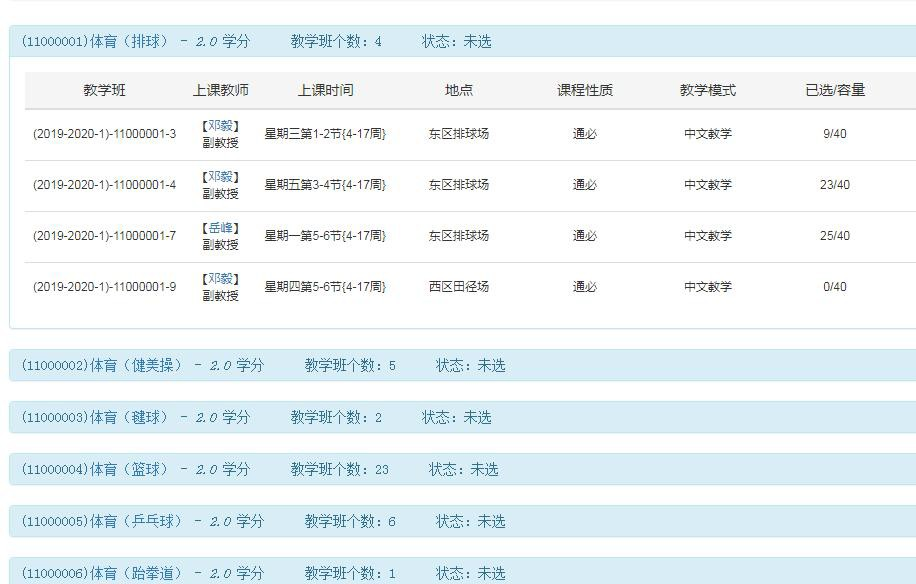 (11000001)体育（排球） - 2.0 学分 教学班个数：4 状态：未选
教学班 上课教师 上课时间 地点 课程性质 教学模式 已选/容量
(2019-2020-1)-11000001-3 【邓毅】副教授 星期三第1-2节{4-17周} 东区排球场 通必 中文教学 9/40
(2019-2020-1)-11000001-4 【邓毅】副教授 星期五第3-4节{4-17周} 东区排球场 通必 中文教学 23/40
(2019-2020-1)-11000001-7 【岳峰】副教授 星期一第5-6节{4-17周} 东区排球场 通必 中文教学 25/40
(2019-2020-1)-11000001-9 【邓毅】副教授 星期四第5-6节{4-17周} 西区田径场 通必 中文教学 0/40
(11000002)体育（健美操） - 2.0 学分 教学班个数：5 状态：未选
(11000003)体育（毽球） - 2.0 学分 教学班个数：2 状态：未选
(11000004)体育（篮球） - 2.0 学分 教学班个数：23 状态：未选
(11000005)体育（乒乓球） - 2.0 学分 教学班个数：6 状态：未选
(11000006)体育（跆拳道） - 2.0 学分 教学班个数：1 状态：未选